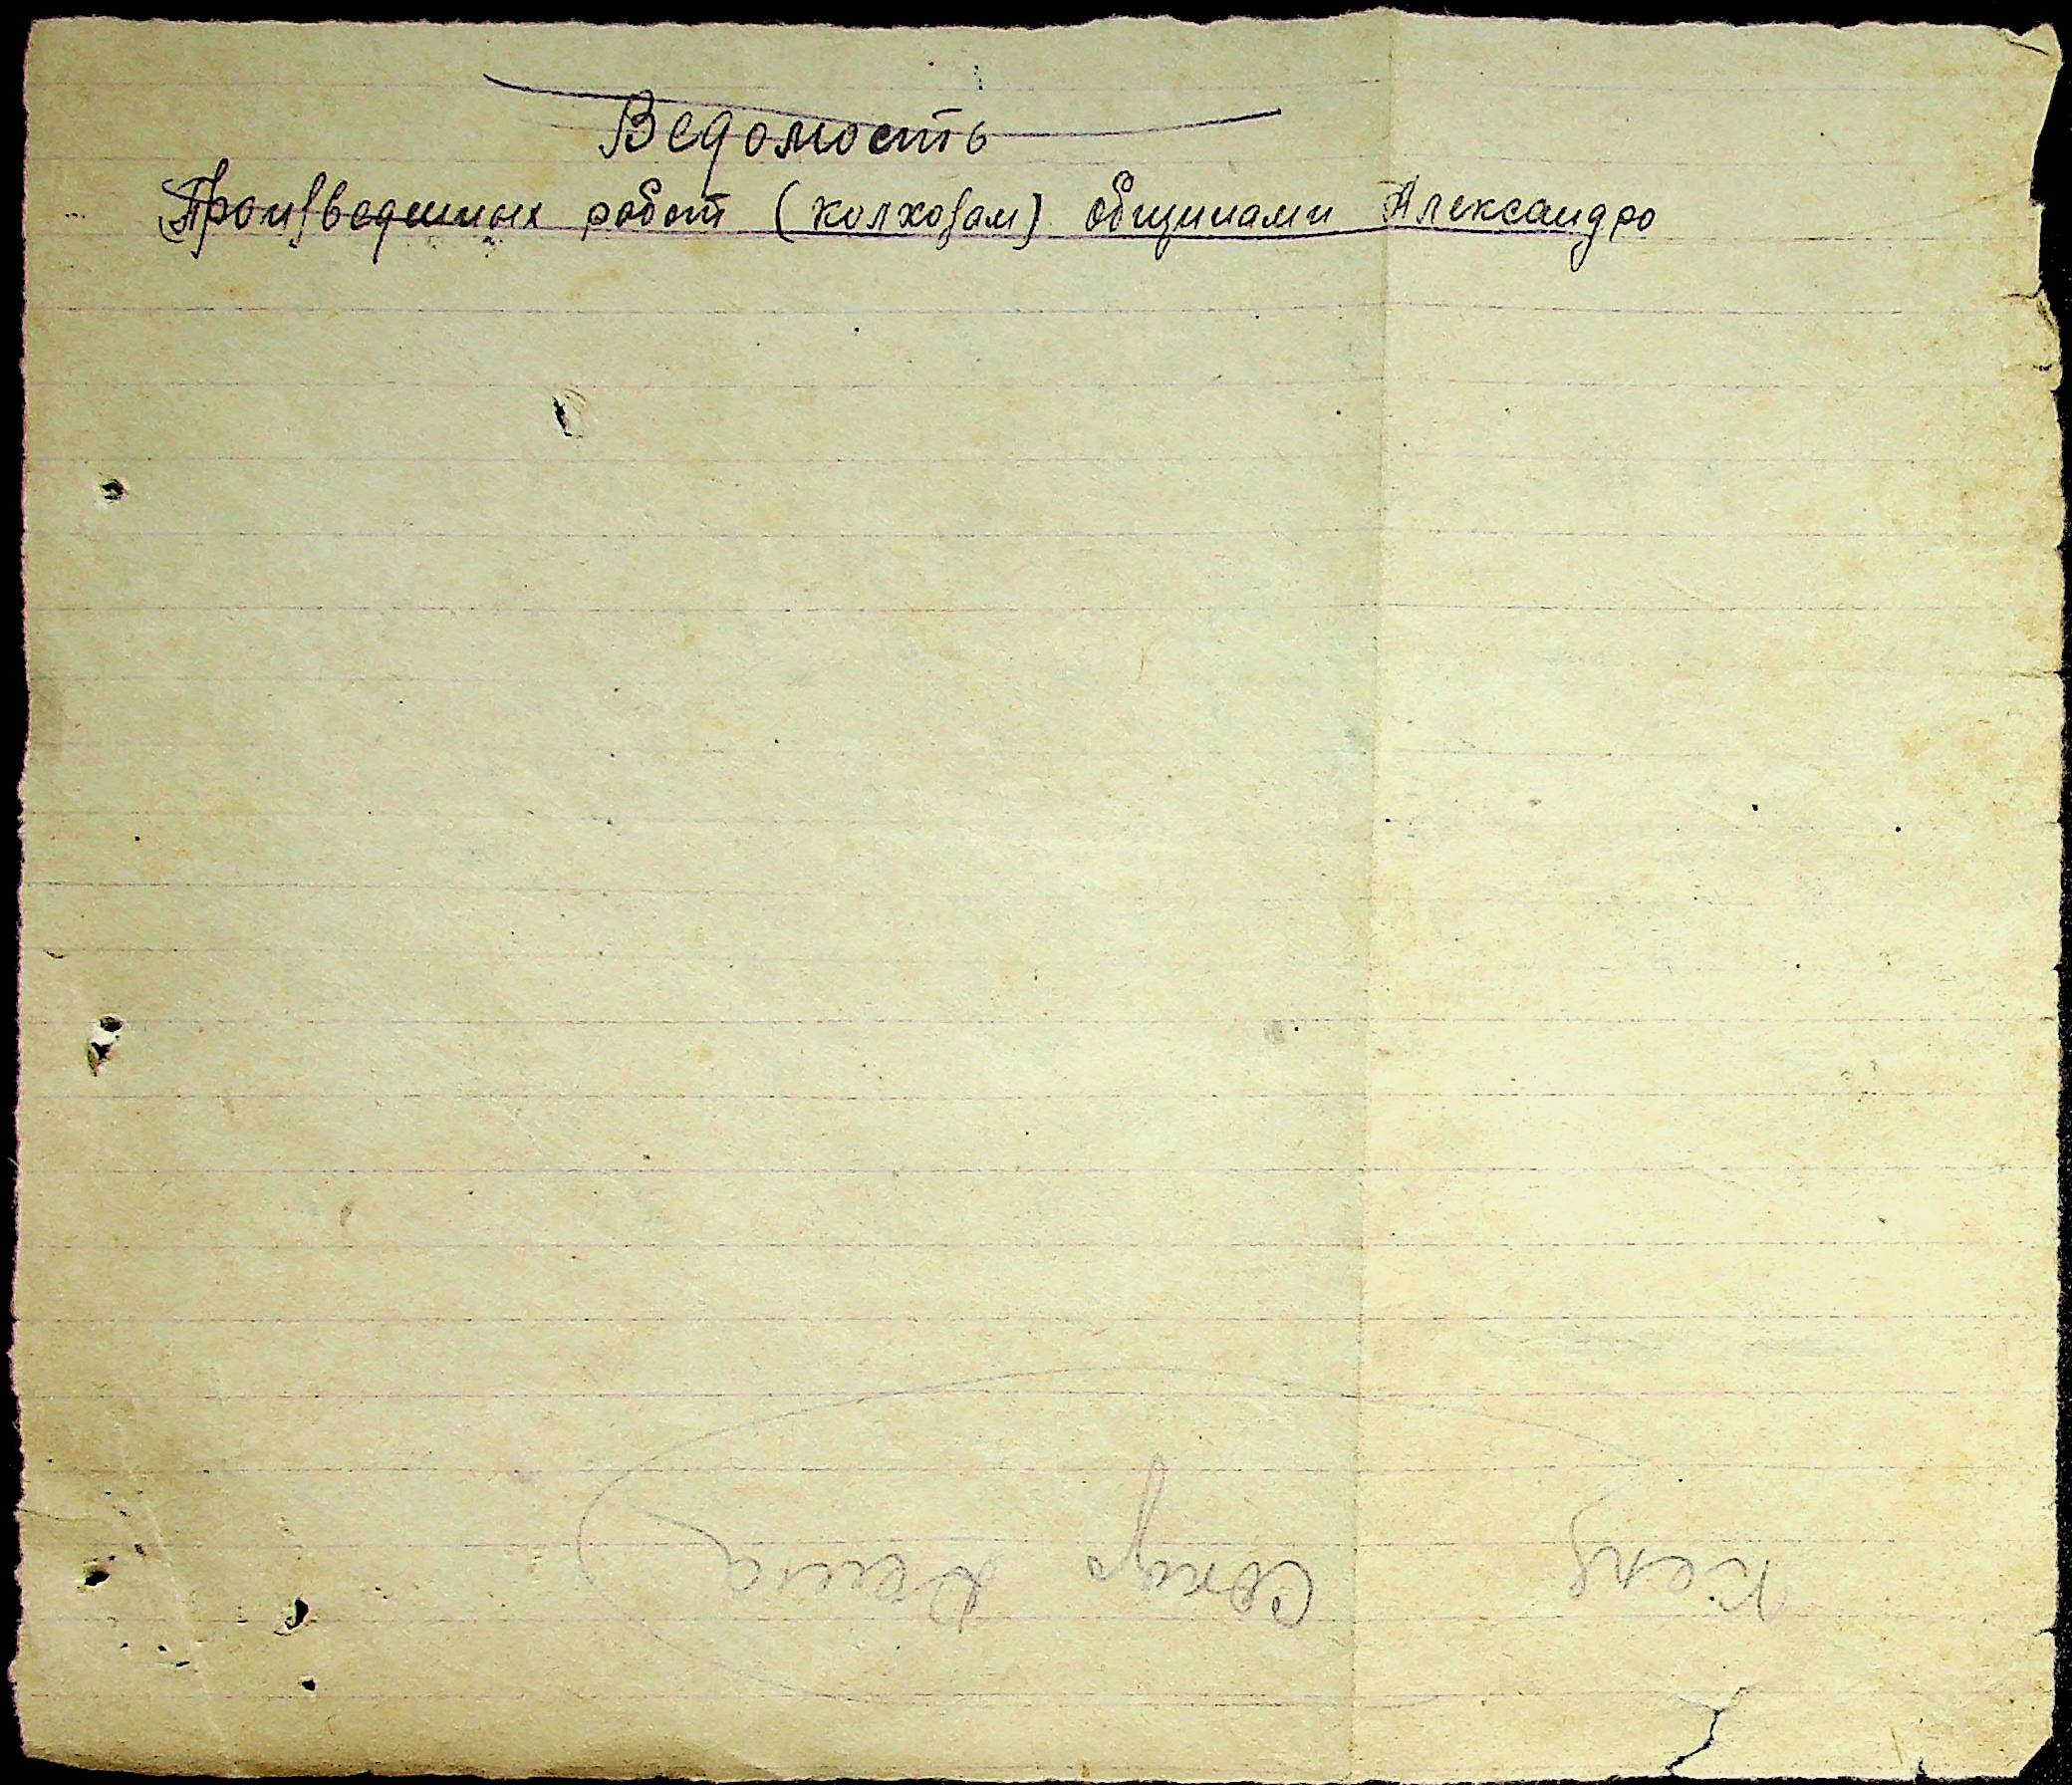 Ведомость
Произведенных работ (колхозам) общинами Александро